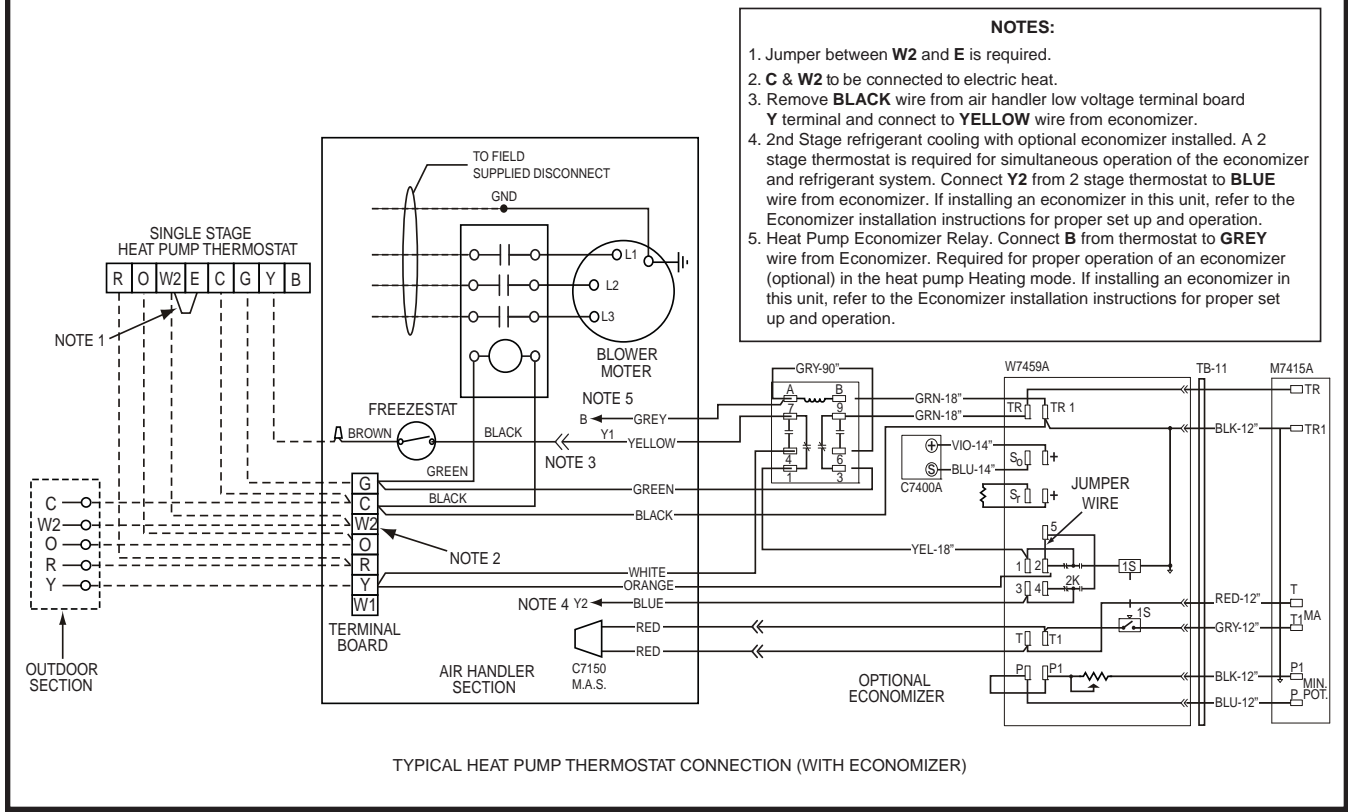 NOTES:
1. Jumper between W2 and E is required.
2. C & W2 to be connected to electric heat.
3. Remove BLACK wire from air handler low voltage terminal board
Y terminal and connect to YELLOW wire from economizer.
4. 2nd Stage refrigerant cooling with optional economizer installed. A 2
stage thermostat is required for simultaneous operation of the economizer
and refrigerant system. Connect Y2 from 2 stage thermostat to BLUE
wire from economizer. If installing an economizer in this unit, refer to the
Economizer installation instructions for proper set up and operation.
5. Heat Pump Economizer Relay. Connect B from thermostat to GREY
wire from Economizer. Required for proper operation of an economizer
(optional) in the heat pump Heating mode. If installing an economizer in
this unit, refer to the Economizer installation instructions for proper set
up and operation.
TO FIELD
SUPPLIED DISCONNECT
GND
L1
L2
L3
BLOWER
MOTER
SINGLE STAGE
HEAT PUMP THERMOSTAT
R O W2 E C G Y B
NOTE 1
FREEZESTAT
BROWN
BLACK
NOTE 5
B
GREY
Y1
YELLOW
NOTE 3
GREEN
GREEN
BLACK
BLACK
G
C
W2
O
R
Y
W1
TERMINAL
BOARD
NOTE 2
C
W2
O
R
Y
OUTDOOR
SECTION
WHITE
ORANGE
NOTE 4 Y2
BLUE
RED
RED
C7150
M.A.S.
AIR HANDLER
SECTION
GRY-90"
A B
7 9
4 6
1 3
GRN-18"
GRN-18"
YEL-18"
W7459A
TR TR 1
VIO-14"
BLU-14"
+
S
C7400A
SO +
ST +
JUMPER
WIRE
5
1 2
3 4
2K
1S
1S
T T1
P P1
OPTIONAL
ECONOMIZER
TB-11
M7415A
TR
BLK-12"
TR1
RED-12"
T
GRY-12"
T1
MA
BLK-12"
P1
MIN.
POT.
BLU-12"
P
TYPICAL HEAT PUMP THERMOSTAT CONNECTION (WITH ECONOMIZER)